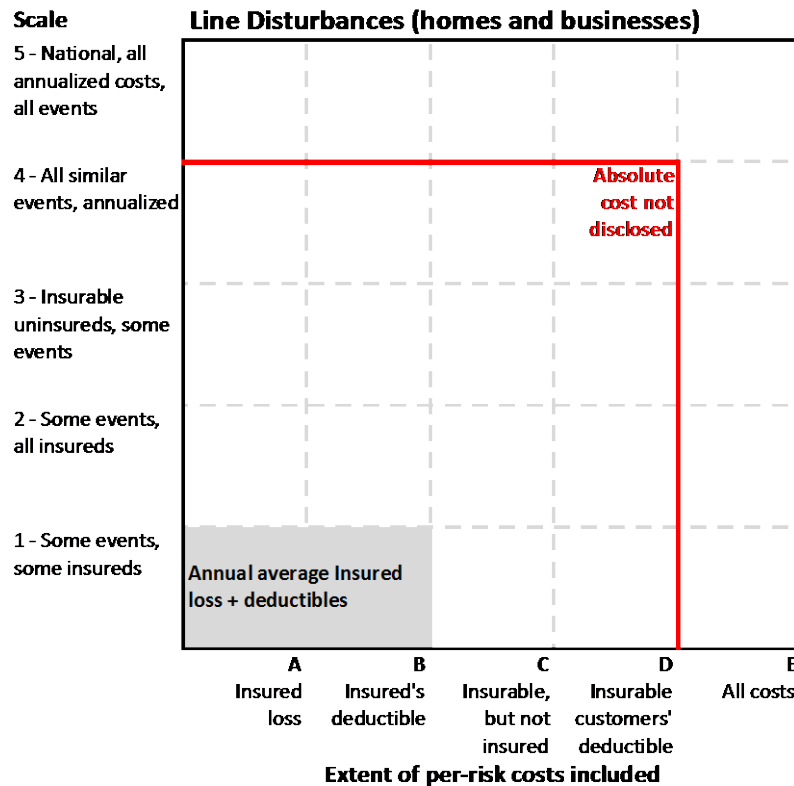 Scale
Line Disturbances (homes and businesses)
5 - National, all
annualized costs,
all events
4 - All similar
events, annualized
Absolute
cost not
disclosed
3 - Insurable
uninsureds, some
events
2 - Some events,
all insureds
1 - Some events,
some insureds
Annual average Insured
loss + deductibles
A
Insured
loss
B
Insured's
deductible
C
Insurable,
but not
insured
D
Insurable
customers'
deductible
E
All costs
Extent of per-risk costs included